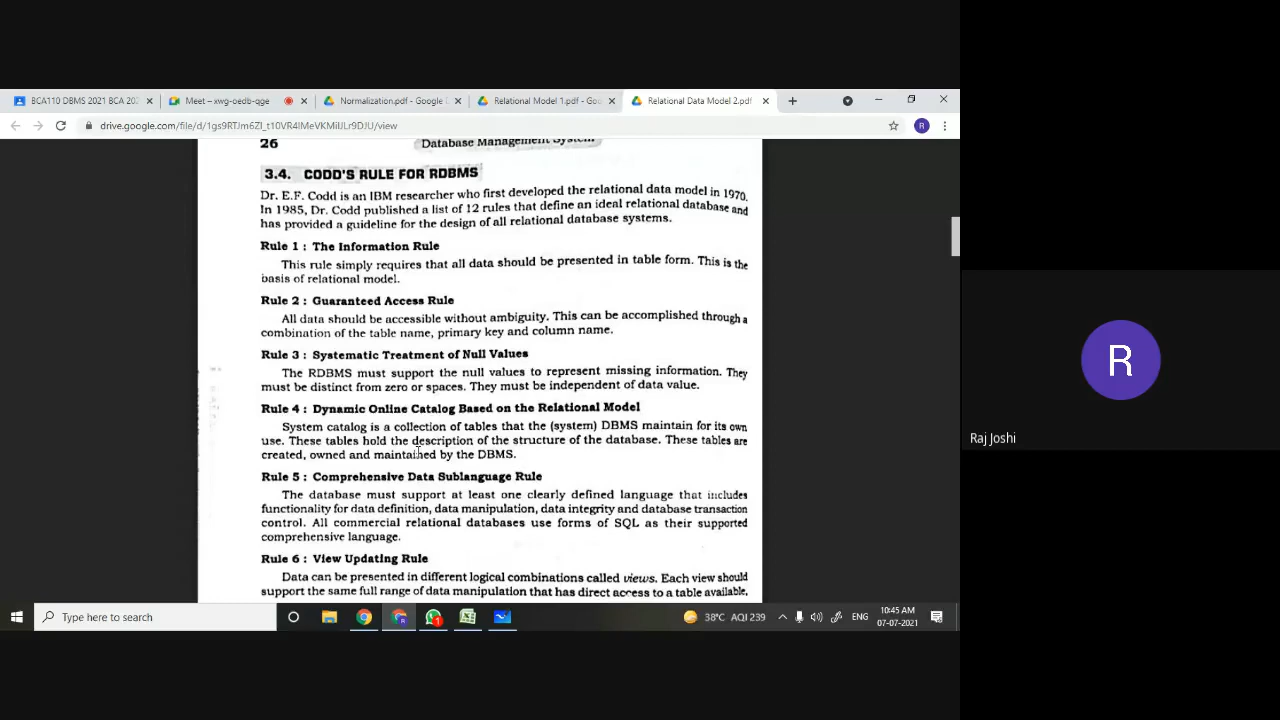 BCA110 DBMS 2021 BCA 202
Meet – xwg-oedb-qge
Normalization.pdf - Google
Relational Model 1.pdf - Goo
Relational Data Model 2.pdf
drive.google.com/file/d/1gs9RTJm6Zl_t10VR4lMeVKMiIJLr9DJU/view
R
26
Database Management System
3.4. CODD'S RULE FOR RDBMS
Dr. E.F. Codd is an IBM researcher who first developed the relational data model in 1970.
In 1985, Dr. Codd published a list of 12 rules that define an ideal relational database and
has provided a guideline for the design of all relational database systems.
Rule 1 : The Information Rule
This rule simply requires that all data should be presented in table form. This is the
basis of relational model.
Rule 2 : Guaranteed Access Rule
All data should be accessible without ambiguity. This can be accomplished through a
combination of the table name, primary key and column name.
Rule 3 : Systematic Treatment of Null Values
The RDBMS must support the null values to represent missing information. They
must be distinct from zero or spaces. They must be independent of data value.
Rule 4 : Dynamic Online Catalog Based on the Relational Model
System catalog is a collection of tables that the (system) DBMS maintain for its own
use. These tables hold the description of the structure of the database. These tables are
created, owned and maintained by the DBMS.
Rule 5 : Comprehensive Data Sublanguage Rule
The database must support at least one clearly defined language that includes
functionality for data definition, data manipulation, data integrity and database transaction
control. All commercial relational databases use forms of SQL as their supported
comprehensive language.
Rule 6 : View Updating Rule
Data can be presented in different logical combinations called views. Each view should
support the same full range of data manipulation that has direct access to a table available.
R
Raj Joshi
Type here to search
1
38°C AQI 239
ENG
10:45 AM
07-07-2021